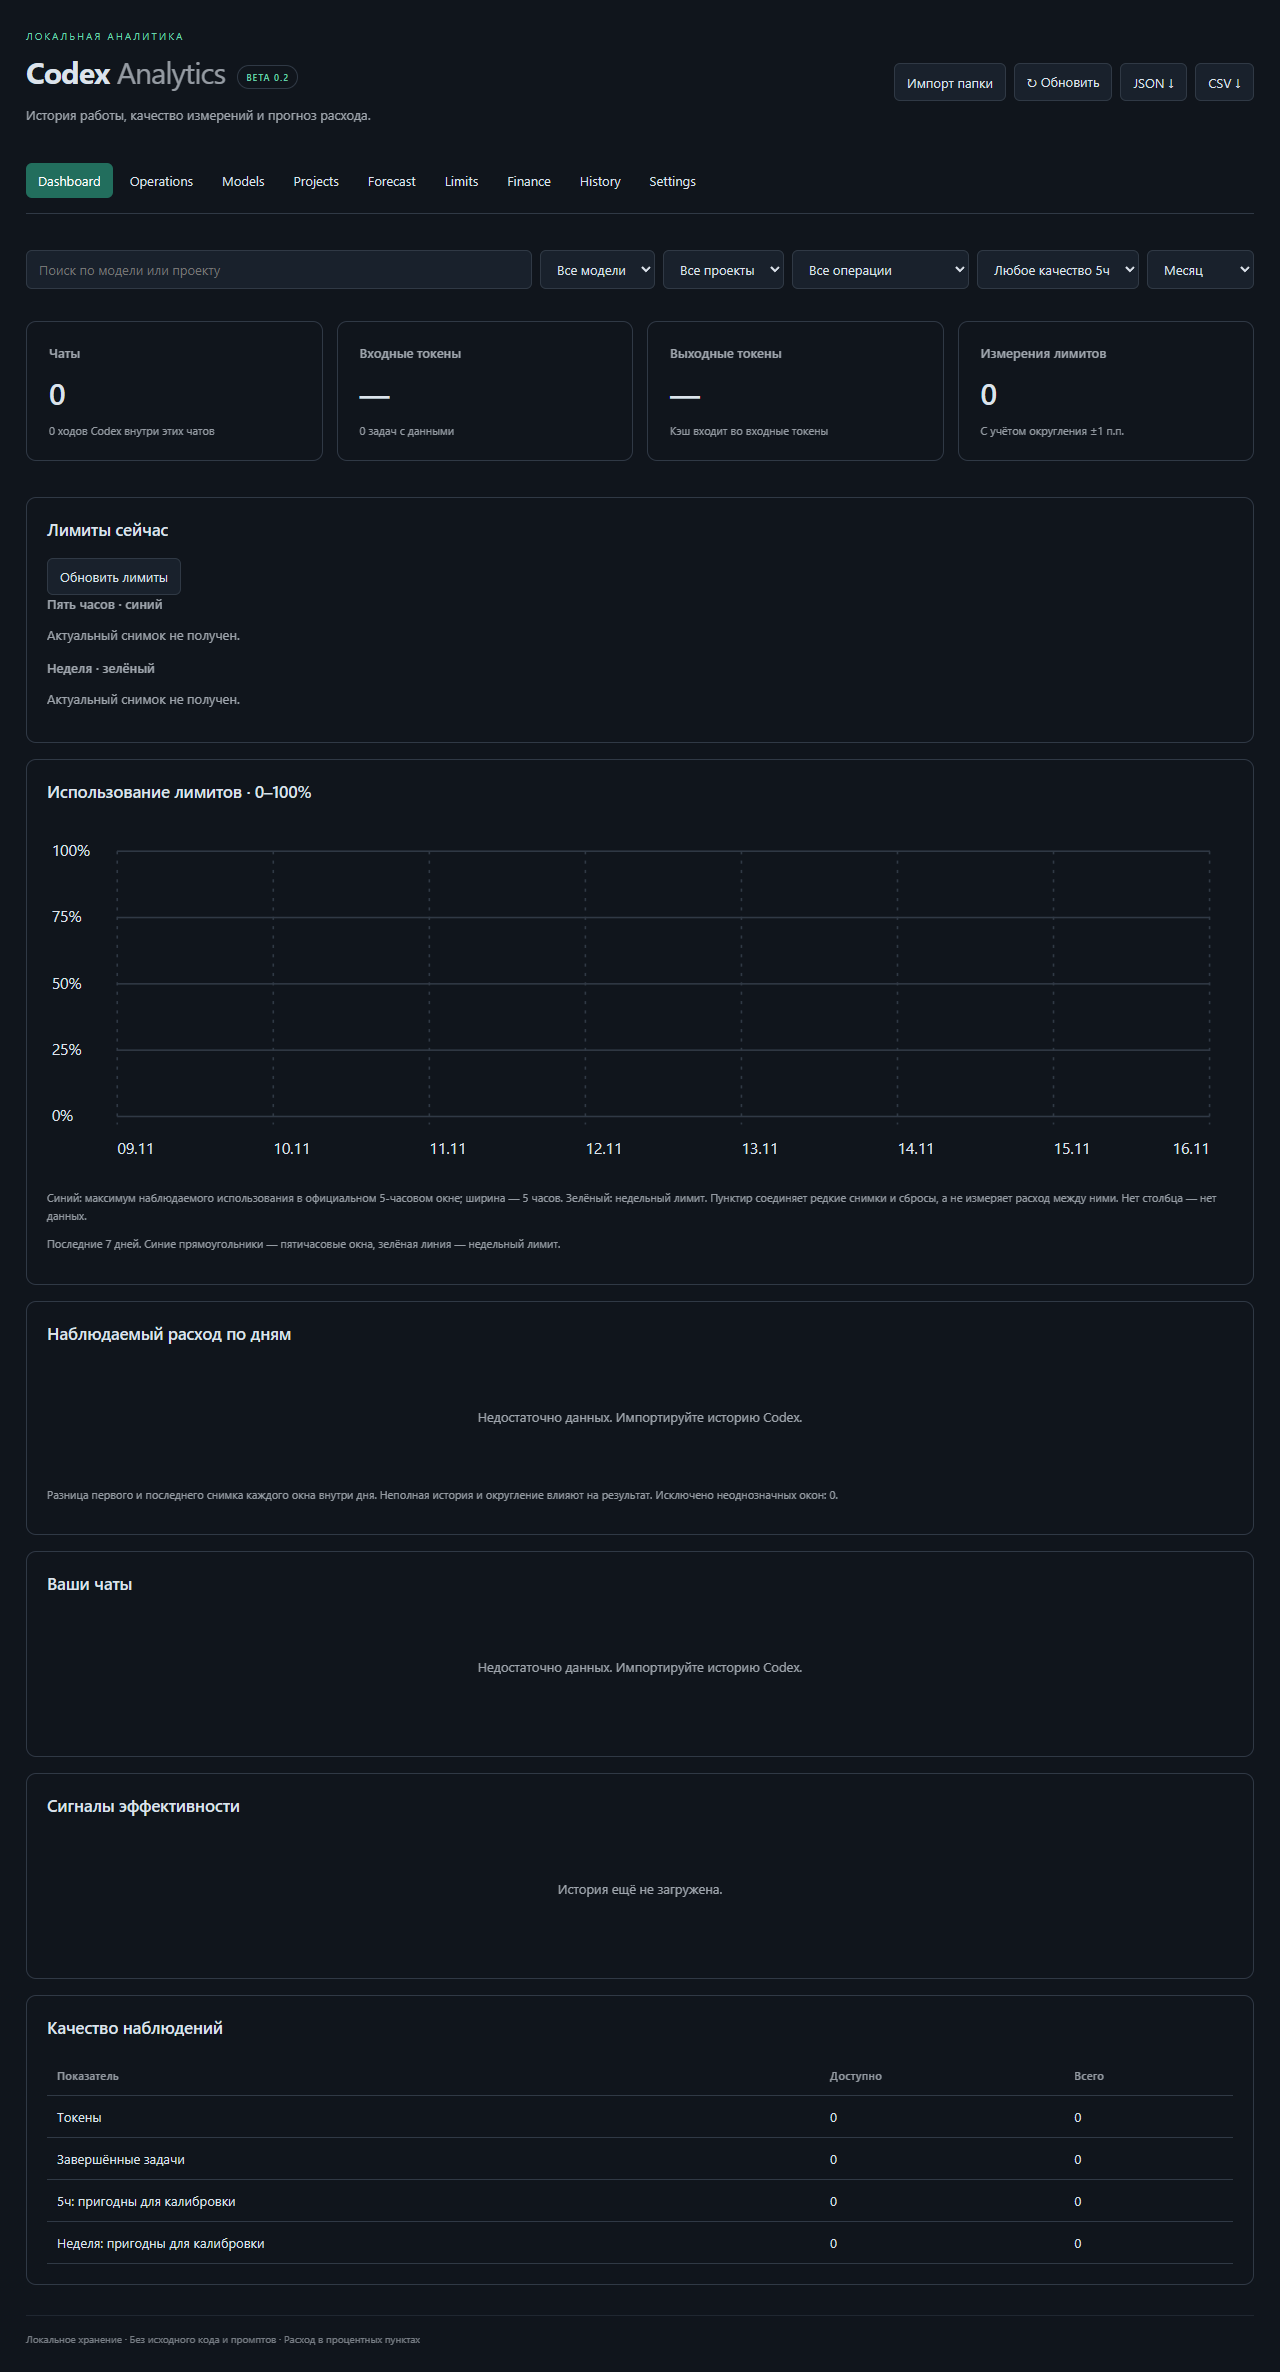 ЛОКАЛЬНАЯ АНАЛИТИКА
Codex Analytics BETA 0.2
Импорт папки ↻ Обновить JSON ↓ CSV ↓
История работы, качество измерений и прогноз расхода.
Dashboard Operations Models Projects Forecast Limits Finance History Settings
Поиск по модели или проекту Все модели Все проекты Все операции Любое качество 5ч Месяц
Чаты
0
0 ходов Codex внутри этих чатов
Входные токены
—
0 задач с данными
Выходные токены
—
Кэш входит во входные токены
Измерения лимитов
0
С учётом округления ±1 п.п.
Лимиты сейчас
Обновить лимиты
Пять часов · синий
Актуальный снимок не получен.
Неделя · зелёный
Актуальный снимок не получен.
Использование лимитов · 0–100%
100%
75%
50%
25%
0%
09.11 10.11 11.11 12.11 13.11 14.11 15.11 16.11
Синий: максимум наблюдаемого использования в официальном 5-часовом окне; ширина — 5 часов. Зелёный: недельный лимит. Пунктир соединяет редкие снимки и сбросы, а не измеряет расход между ними. Нет столбца — нет
данных.
Последние 7 дней. Синие прямоугольники — пятичасовые окна, зелёная линия — недельный лимит.
Наблюдаемый расход по дням
Недостаточно данных. Импортируйте историю Codex.
Разница первого и последнего снимка каждого окна внутри дня. Неполная история и округление влияют на результат. Исключено неоднозначных окон: 0.
Ваши чаты
Недостаточно данных. Импортируйте историю Codex.
Сигналы эффективности
История ещё не загружена.
Качество наблюдений
Показатель Доступно Всего
Токены 0 0
Завершённые задачи 0 0
5ч: пригодны для калибровки 0 0
Неделя: пригодны для калибровки 0 0
Локальное хранение · Без исходного кода и промптов · Расход в процентных пунктах